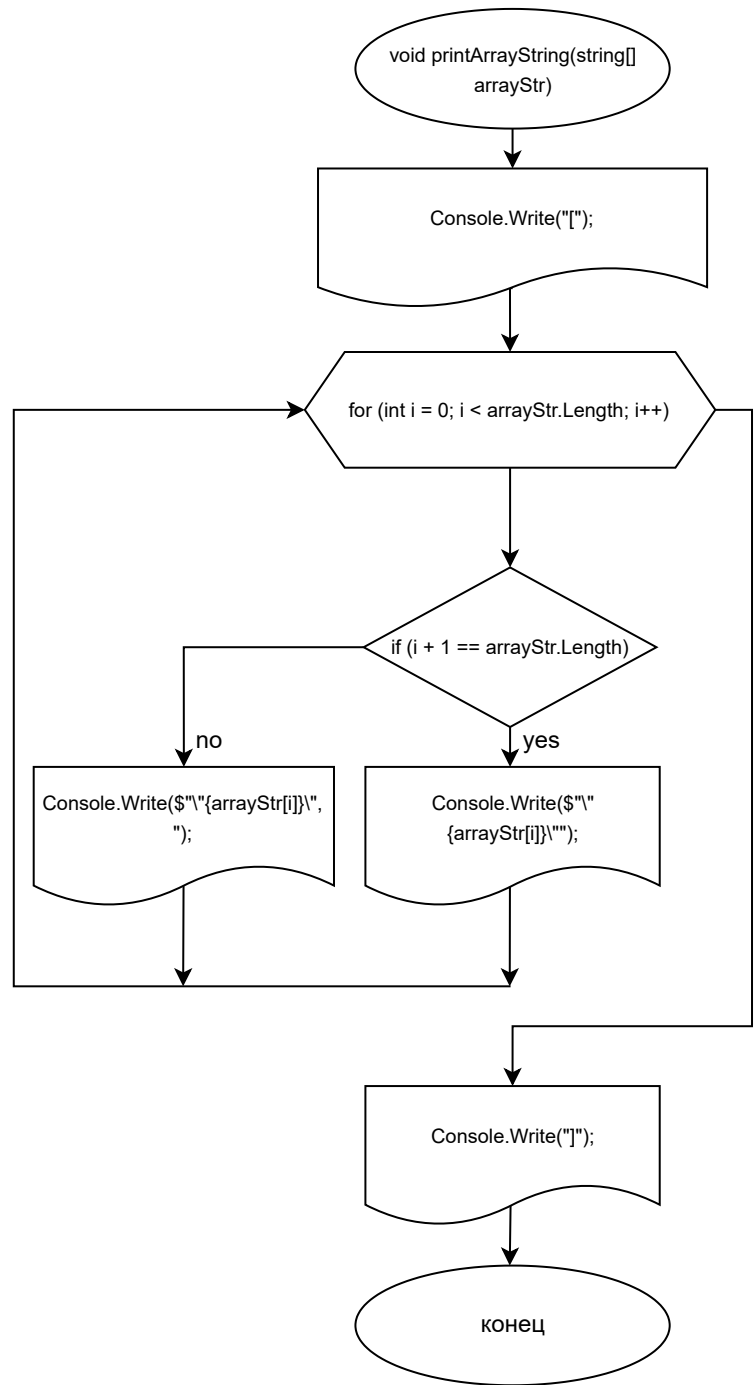 void printArrayString(string[]
arrayStr)
Console.Write("[");
for (int i = 0; i < arrayStr.Length; i++)
if (i + 1 == arrayStr.Length)
no
yes
Console.Write($"\"{arrayStr[i]}\",
");
Console.Write($"\"
{arrayStr[i]}\"");
Console.Write("]");
конец